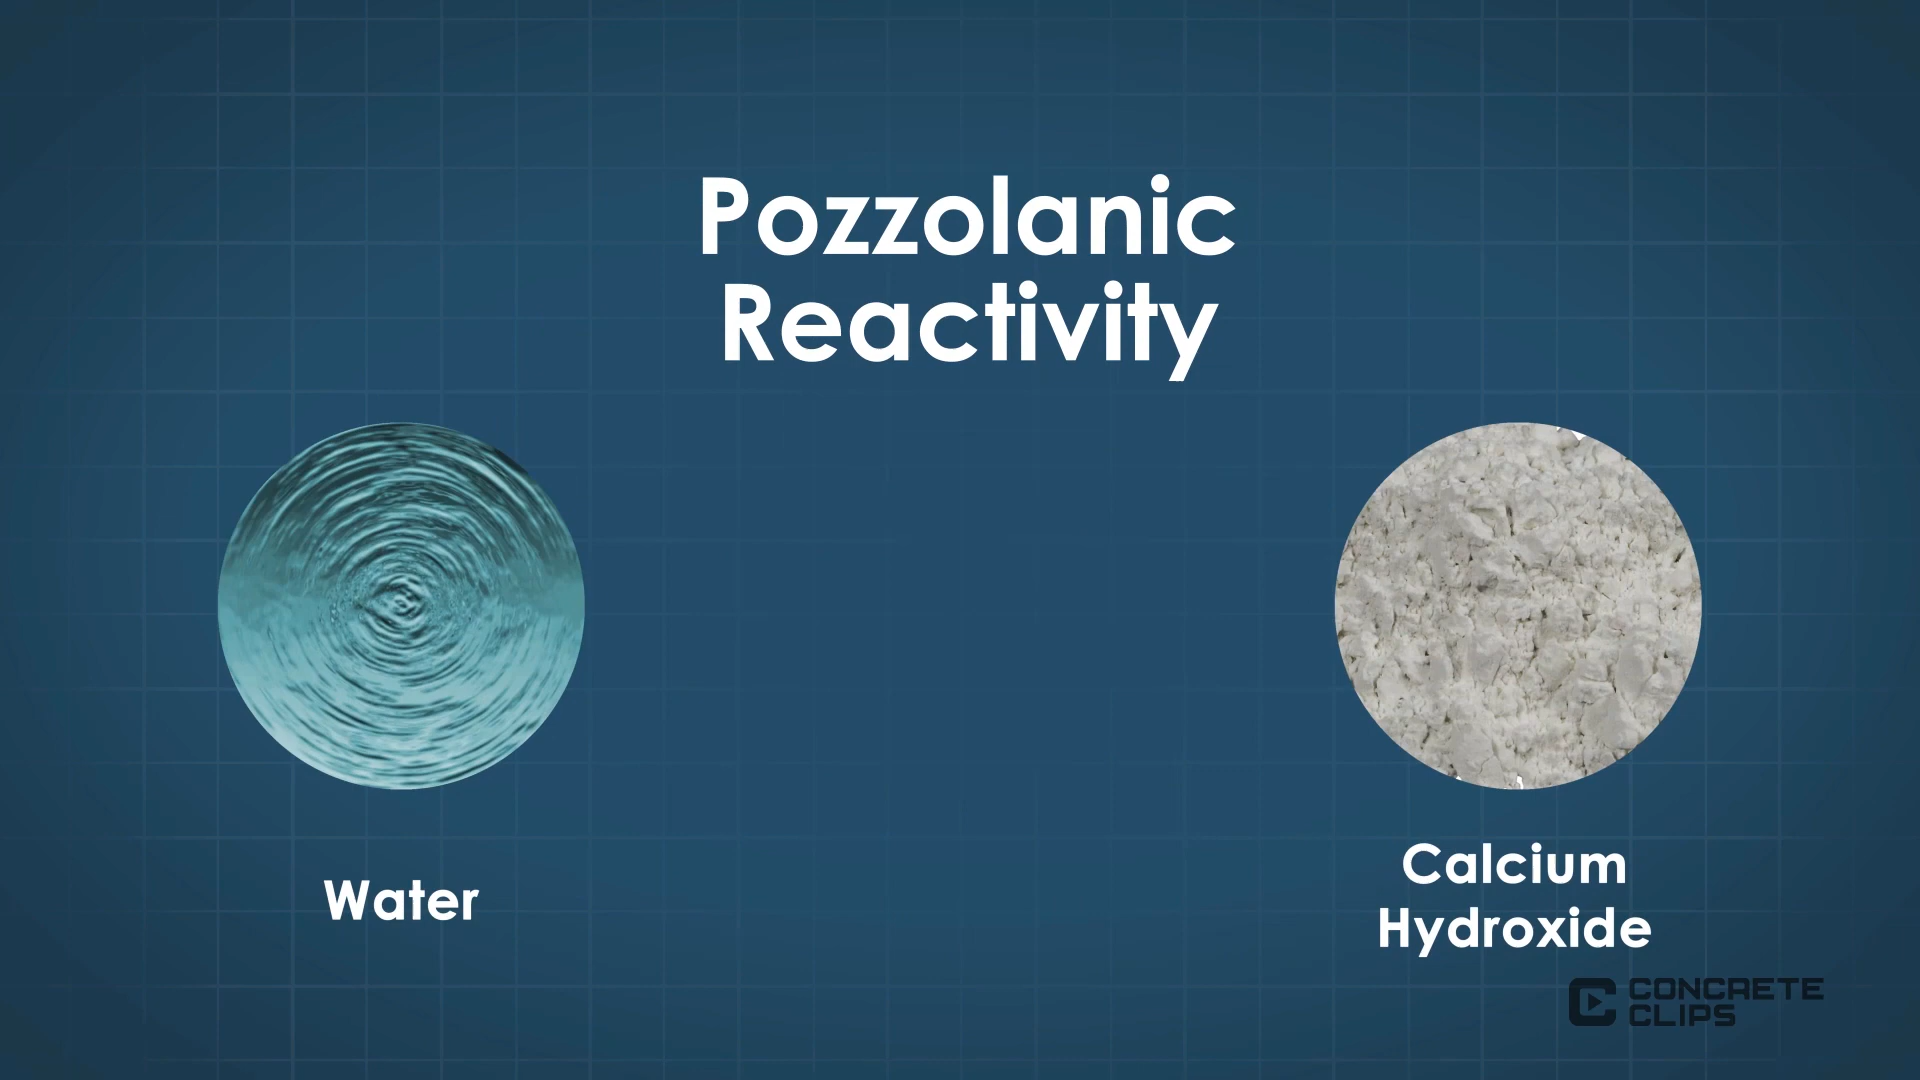 Pozzolanic
Reactivity
Water
Calcium
Hydroxide
CONCRETE
CLIPS